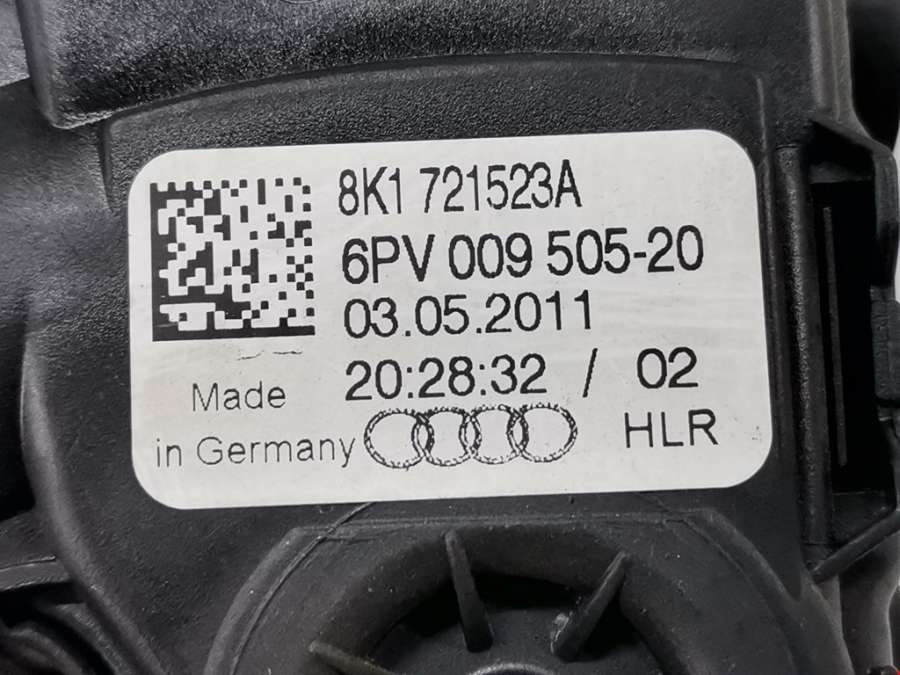 8K1 721523A
6PV 009 505-20
03.05.2011
20:28:32 / 02
Made
in Germany
HLR